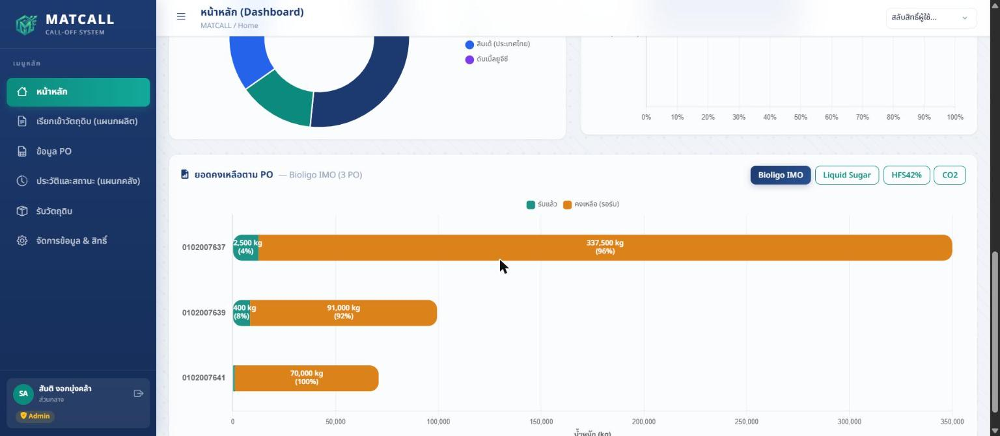 MATCALL
CALL-OFF SYSTEM
เมนูหลัก
หน้าหลัก
เรียกเข้าวัตถุดิบ (แผนกผลิต)
ข้อมูล PO
ประวัติและสถานะ (แผนกคลัง)
รับวัตถุดิบ
จัดการข้อมูล & สิทธิ์
SA
สันติ งอกบุ่งคล้า
ส่วนกลาง
Admin
หน้าหลัก (Dashboard)
MATCALL / Home
สลับสิทธิ์ผู้ใช้...
ลินเด้ (ประเทศไทย)
ดับเบิ้ลยูจีซี
0% 10% 20% 30% 40% 50% 60% 70% 80% 90% 100%
ยอดคงเหลือตาม PO — Bioligo IMO (3 PO)
Bioligo IMO Liquid Sugar HFS42% CO2
รับแล้ว คงเหลือ (รอรับ)
0102007637 2,500 kg (4%) 337,500 kg (96%)
0102007639 400 kg (8%) 91,000 kg (92%)
0102007641 70,000 kg (100%)
0 50,000 100,000 150,000 200,000 250,000 300,000 350,000
น้ำหนัก (kg)